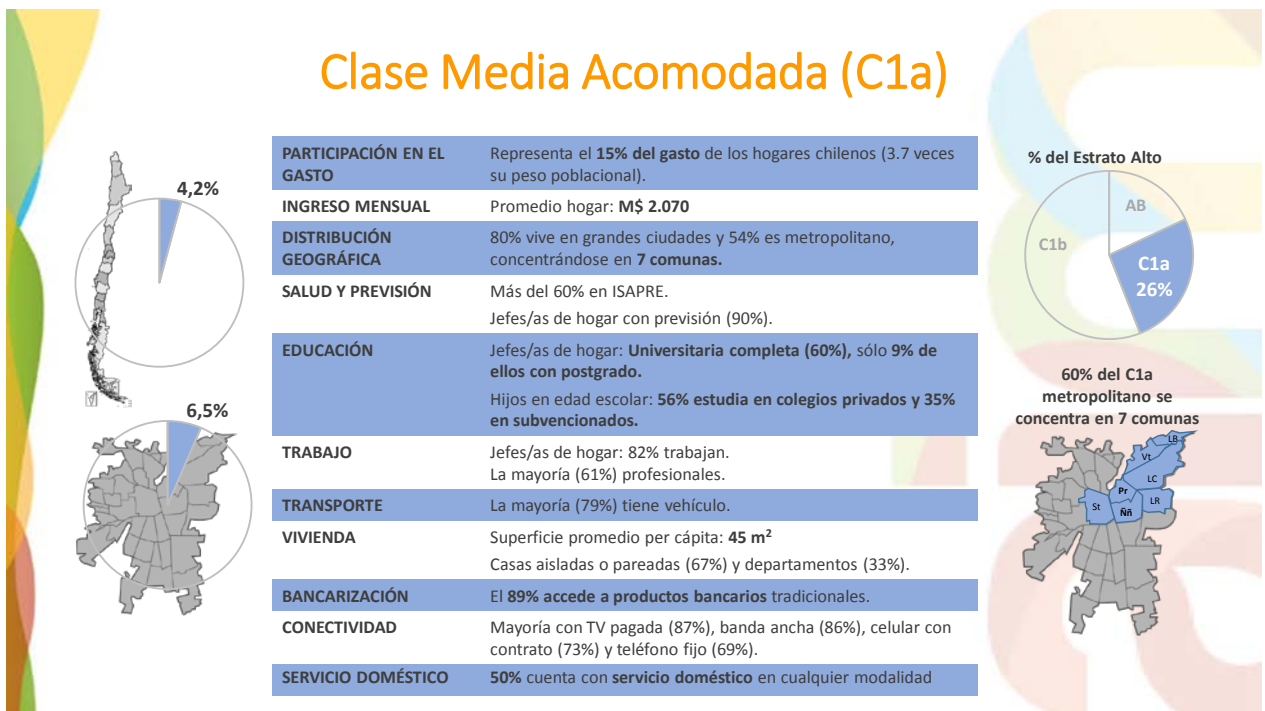 Clase Media Acomodada (C1a)
4,2%
6,5%
PARTICIPACIÓN EN EL
GASTO
Representa el 15% del gasto de los hogares chilenos (3.7 veces
su peso poblacional).
INGRESO MENSUAL
Promedio hogar: M$ 2.070
DISTRIBUCIÓN
GEOGRÁFICA
80% vive en grandes ciudades y 54% es metropolitano,
concentrándose en 7 comunas.
SALUD Y PREVISIÓN
Más del 60% en ISAPRE.
Jefes/as de hogar con previsión (90%).
EDUCACIÓN
Jefes/as de hogar: Universitaria completa (60%), sólo 9% de
ellos con postgrado.
Hijos en edad escolar: 56% estudia en colegios privados y 35%
en subvencionados.
TRABAJO
Jefes/as de hogar: 82% trabajan.
La mayoría (61%) profesionales.
TRANSPORTE
La mayoría (79%) tiene vehículo.
VIVIENDA
Superficie promedio per cápita: 45 m²
Casas aisladas o pareadas (67%) y departamentos (33%).
BANCARIZACIÓN
El 89% accede a productos bancarios tradicionales.
CONECTIVIDAD
Mayoría con TV pagada (87%), banda ancha (86%), celular con
contrato (73%) y teléfono fijo (69%).
SERVICIO DOMÉSTICO
50% cuenta con servicio doméstico en cualquier modalidad
% del Estrato Alto
AB
C1b
C1a
26%
60% del C1a
metropolitano se
concentra en 7 comunas
LB
Vt
LC
Pr
LR
St
Ññ